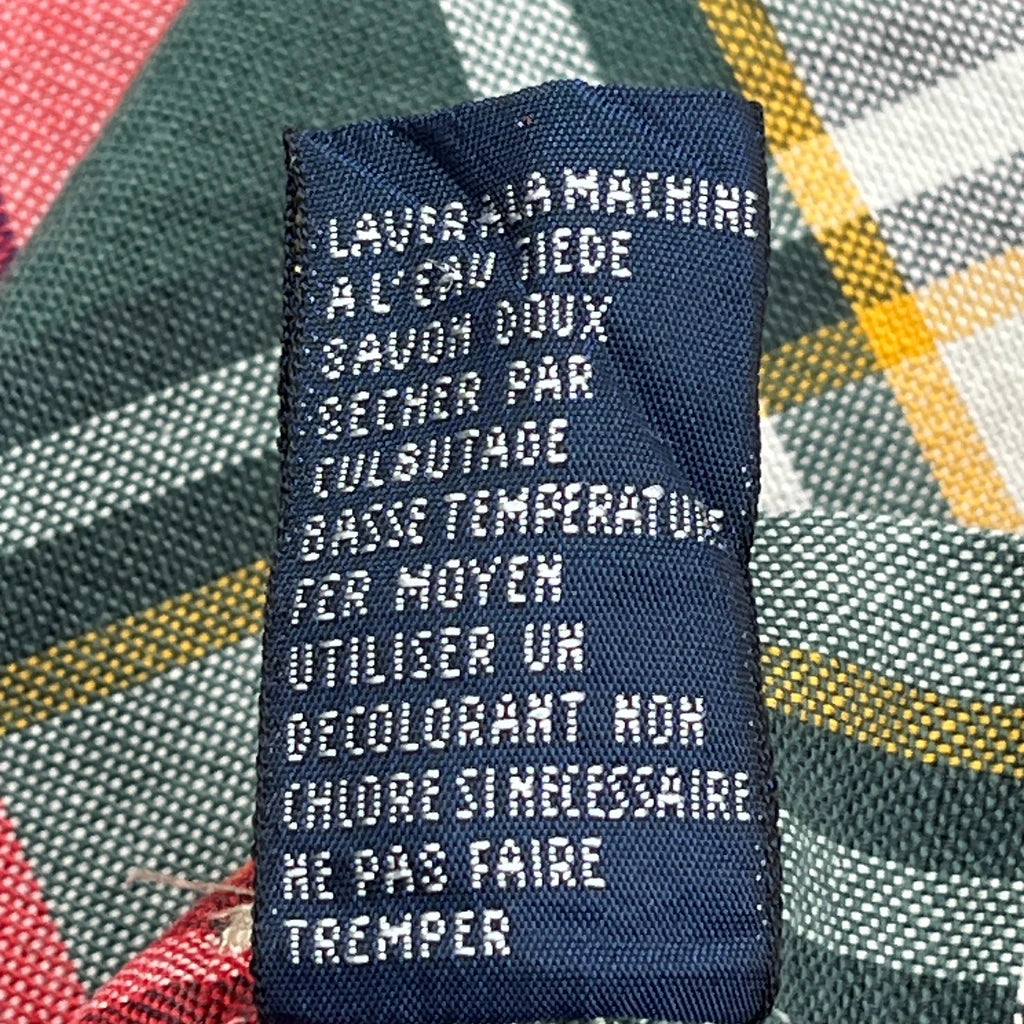 LAVER A LA MACHINE
A L'EAU TIEDE
SAVON DOUX
SECHER PAR
CULBUTAGE
BASSE TEMPERATURE
FER MOYEN
UTILISER UN
DECOLORANT NON
CHLORE SI NECESSAIRE
NE PAS FAIRE
TREMPER